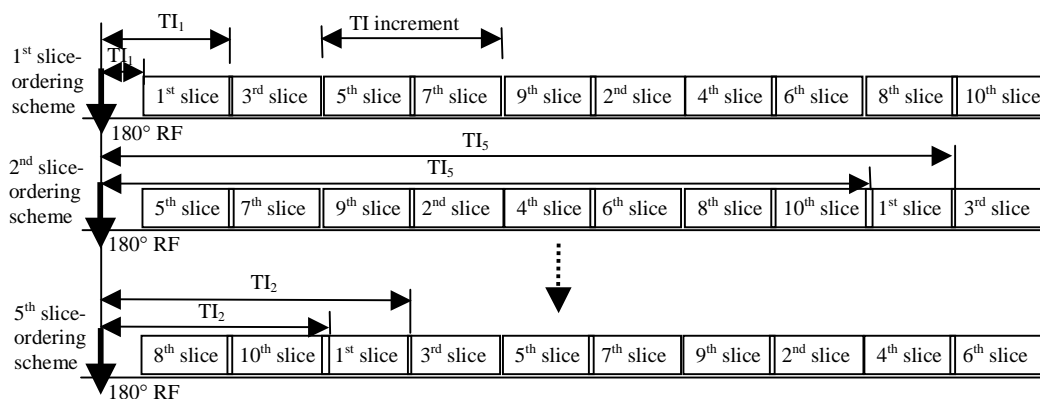 TI₁
TI increment
1st slice-ordering scheme
TI₁
1st slice 3rd slice 5th slice 7th slice 9th slice 2nd slice 4th slice 6th slice 8th slice 10th slice
180° RF
2nd slice-ordering scheme
TI₅
TI₅
5th slice 7th slice 9th slice 2nd slice 4th slice 6th slice 8th slice 10th slice 1st slice 3rd slice
180° RF
5th slice-ordering scheme
TI₂
TI₂
8th slice 10th slice 1st slice 3rd slice 5th slice 7th slice 9th slice 2nd slice 4th slice 6th slice
180° RF